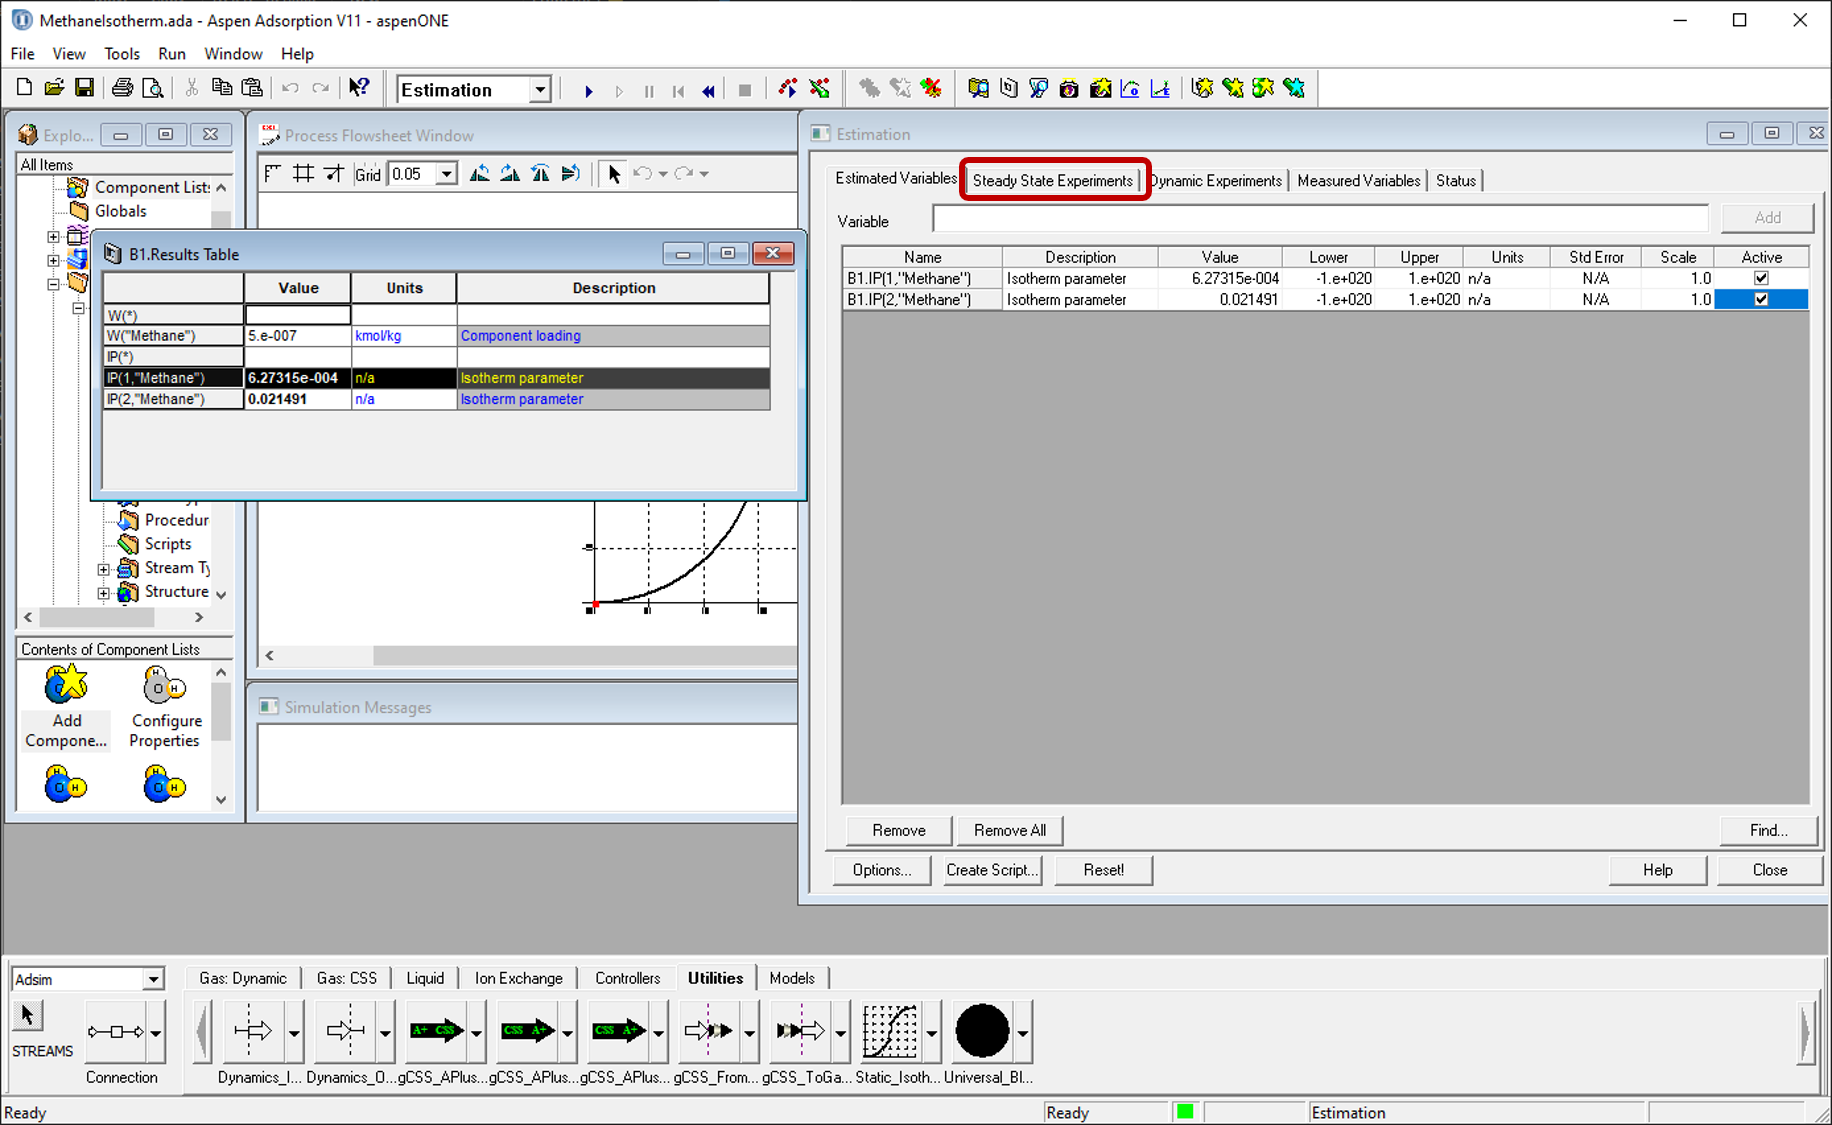 MethaneIsotherm.ada - Aspen Adsorption V11 - aspenONE
File View Tools Run Window Help
Estimation
Explo...
All Items
Component Lists
Globals
Procedur
Scripts
Stream Ty
Structure
Contents of Component Lists
Add Compone...
Configure Properties
Process Flowsheet Window
Grid 0.05
B1.Results Table
Value Units Description
W(*)
W("Methane") 5.e-007 kmol/kg Component loading
IP(*)
IP(1,"Methane") 6.27315e-004 n/a Isotherm parameter
IP(2,"Methane") 0.021491 n/a Isotherm parameter
Simulation Messages
Estimation
Estimated Variables Steady State Experiments Dynamic Experiments Measured Variables Status
Variable Add
Name Description Value Lower Upper Units Std Error Scale Active
B1.IP(1,"Methane") Isotherm parameter 6.27315e-004 -1.e+020 1.e+020 n/a N/A 1.0
B1.IP(2,"Methane") Isotherm parameter 0.021491 -1.e+020 1.e+020 n/a N/A 1.0
Remove Remove All Find...
Options... Create Script... Reset! Help Close
Adsim
Gas: Dynamic Gas: CSS Liquid Ion Exchange Controllers Utilities Models
A+ CSS CSS A+ CSS A+
STREAMS
Connection Dynamics_I... Dynamics_O... gCSS_APlus... gCSS_APlus... gCSS_APlus... gCSS_From... gCSS_ToGa... Static_Isoth... Universal_Bl...
Ready Ready Estimation